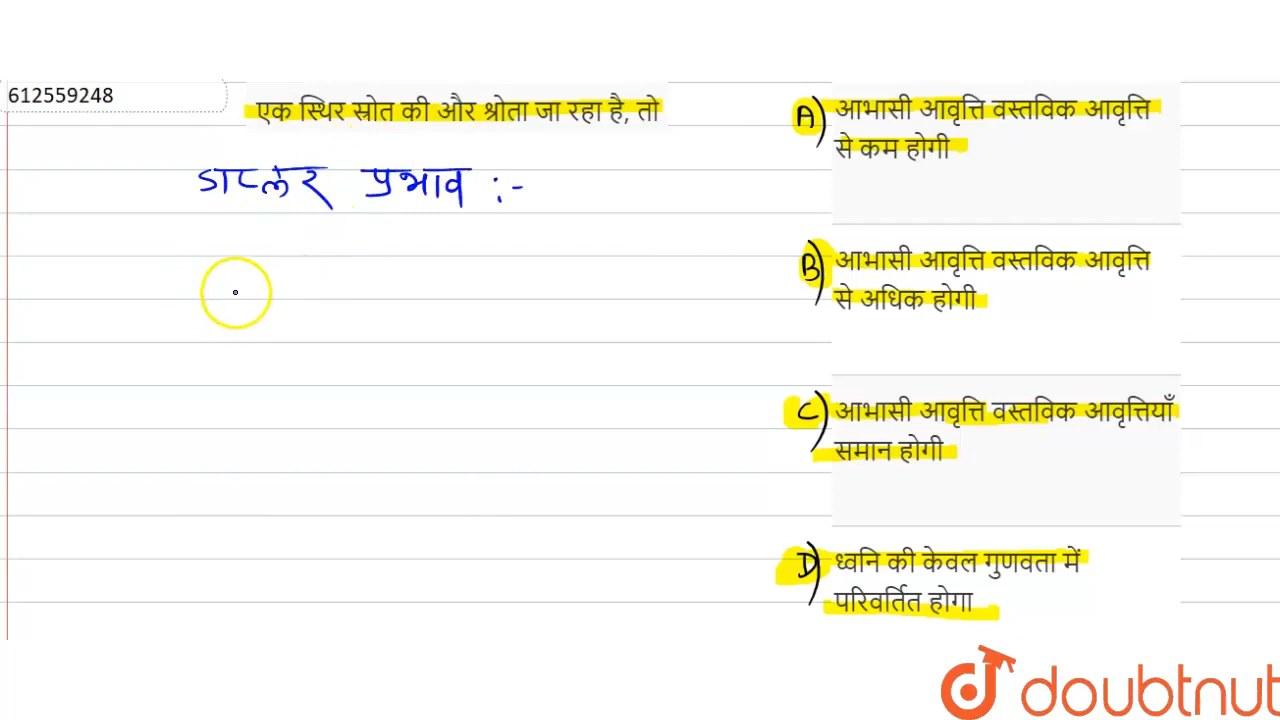 612559248
एक स्थिर स्रोत की और श्रोता जा रहा है, तो
डाप्लर प्रभाव :-
A) आभासी आवृत्ति वस्तविक आवृत्ति
से कम होगी
B) आभासी आवृत्ति वस्तविक आवृत्ति
से अधिक होगी
C) आभासी आवृत्ति वस्तविक आवृत्तियाँ
समान होगी
D) ध्वनि की केवल गुणवता में
परिवर्तित होगा
doubtnut